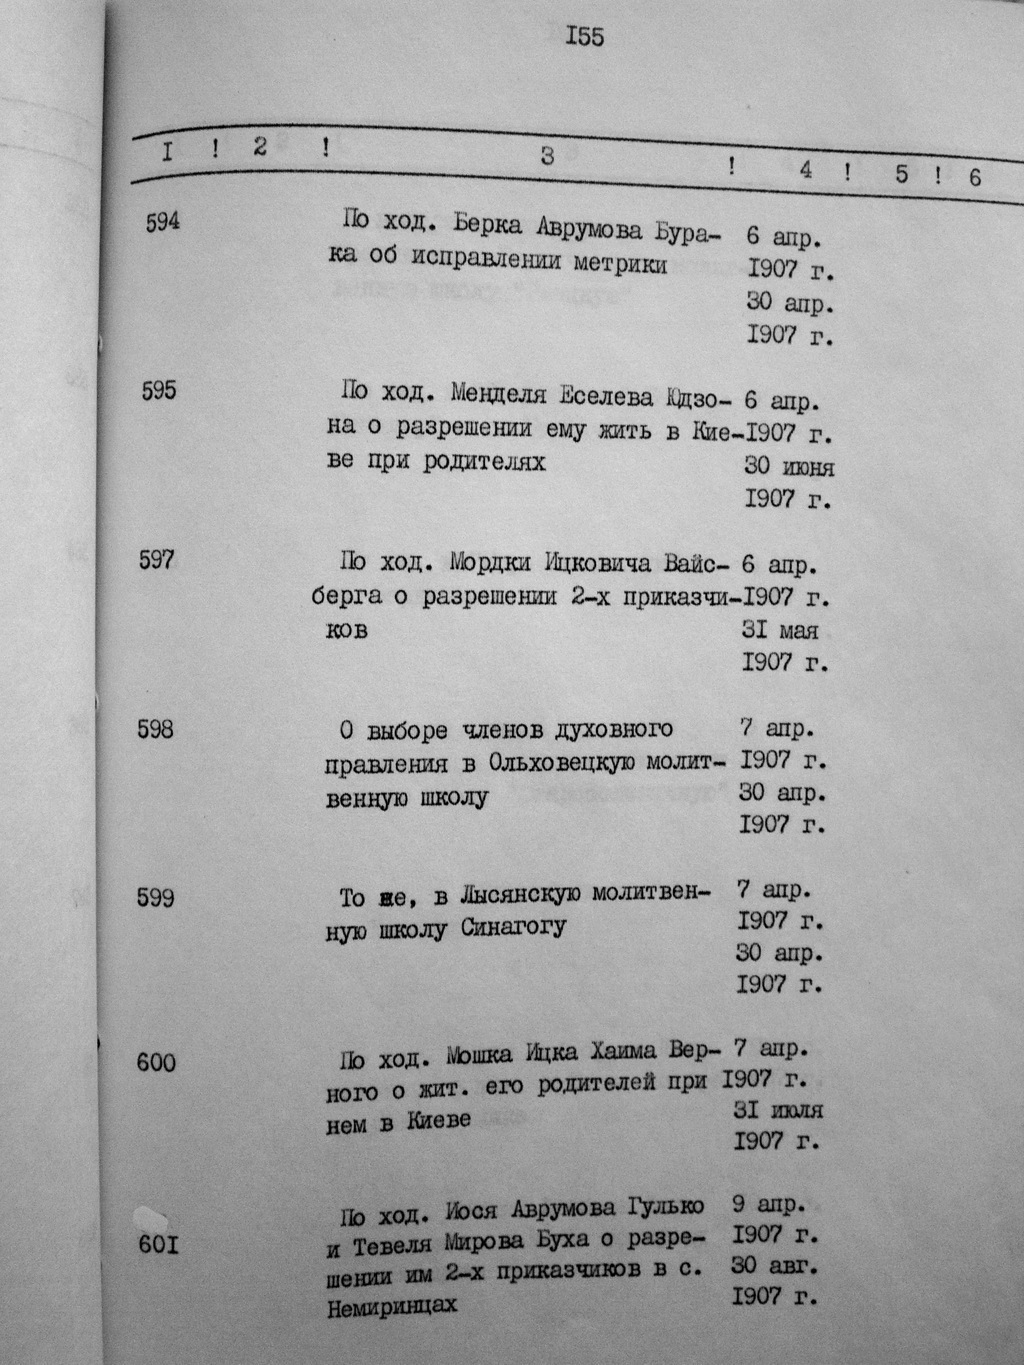 I55
I ! 2 ! 3 ! 4 ! 5 ! 6
594 По ход. Берка Аврумова Бура- 6 апр.
ка об исправлении метрики I907 г.
30 апр.
I907 г.
595 По ход. Менделя Еселева Юдзо- 6 апр.
на о разрешении ему жить в Кие-I907 г.
ве при родителях 30 июня
I907 г.
597 По ход. Мордки Ицковича Вайс- 6 апр.
берга о разрешении 2-х приказчи-I907 г.
ков 3I мая
I907 г.
598 О выборе членов духовного 7 апр.
правления в Ольховецкую молит- I907 г.
венную школу 30 апр.
I907 г.
599 То же, в Лысянскую молитвен- 7 апр.
ную школу Синагогу I907 г.
30 апр.
I907 г.
600 По ход. Мошка Ицка Хаима Вер- 7 апр.
ного о жит. его родителей при I907 г.
нем в Киеве 3I июля
I907 г.
60I По ход. Иося Аврумова Гулько 9 апр.
и Тевеля Мирова Буха о разре- I907 г.
шении им 2-х приказчиков в с. 30 авг.
Немиринцах I907 г.